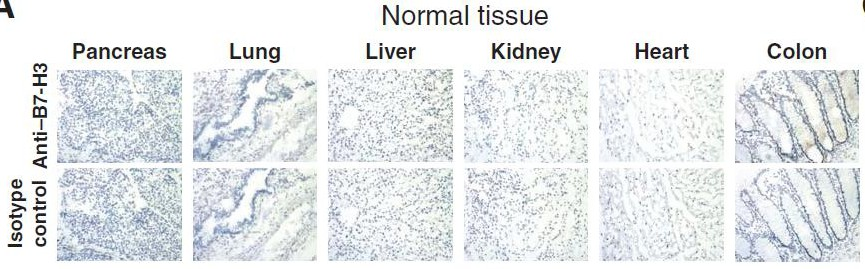 A
Normal tissue
Pancreas Lung Liver Kidney Heart Colon
Anti–B7-H3
Isotype
control